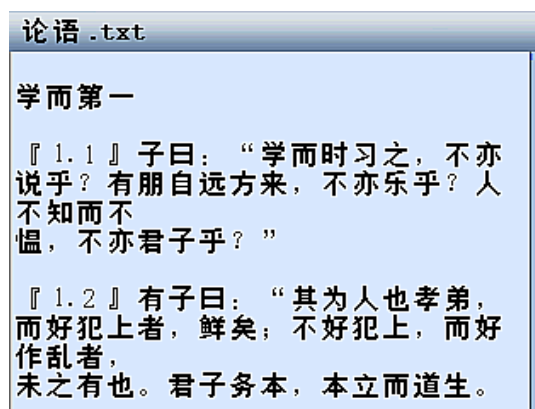 论语.txt
学而第一
『1.1』子曰：“学而时习之，不亦
说乎？有朋自远方来，不亦乐乎？人
不知而不
愠，不亦君子乎？”
『1.2』有子曰：“其为人也孝弟，
而好犯上者，鲜矣；不好犯上，而好
作乱者，
未之有也。君子务本，本立而道生。